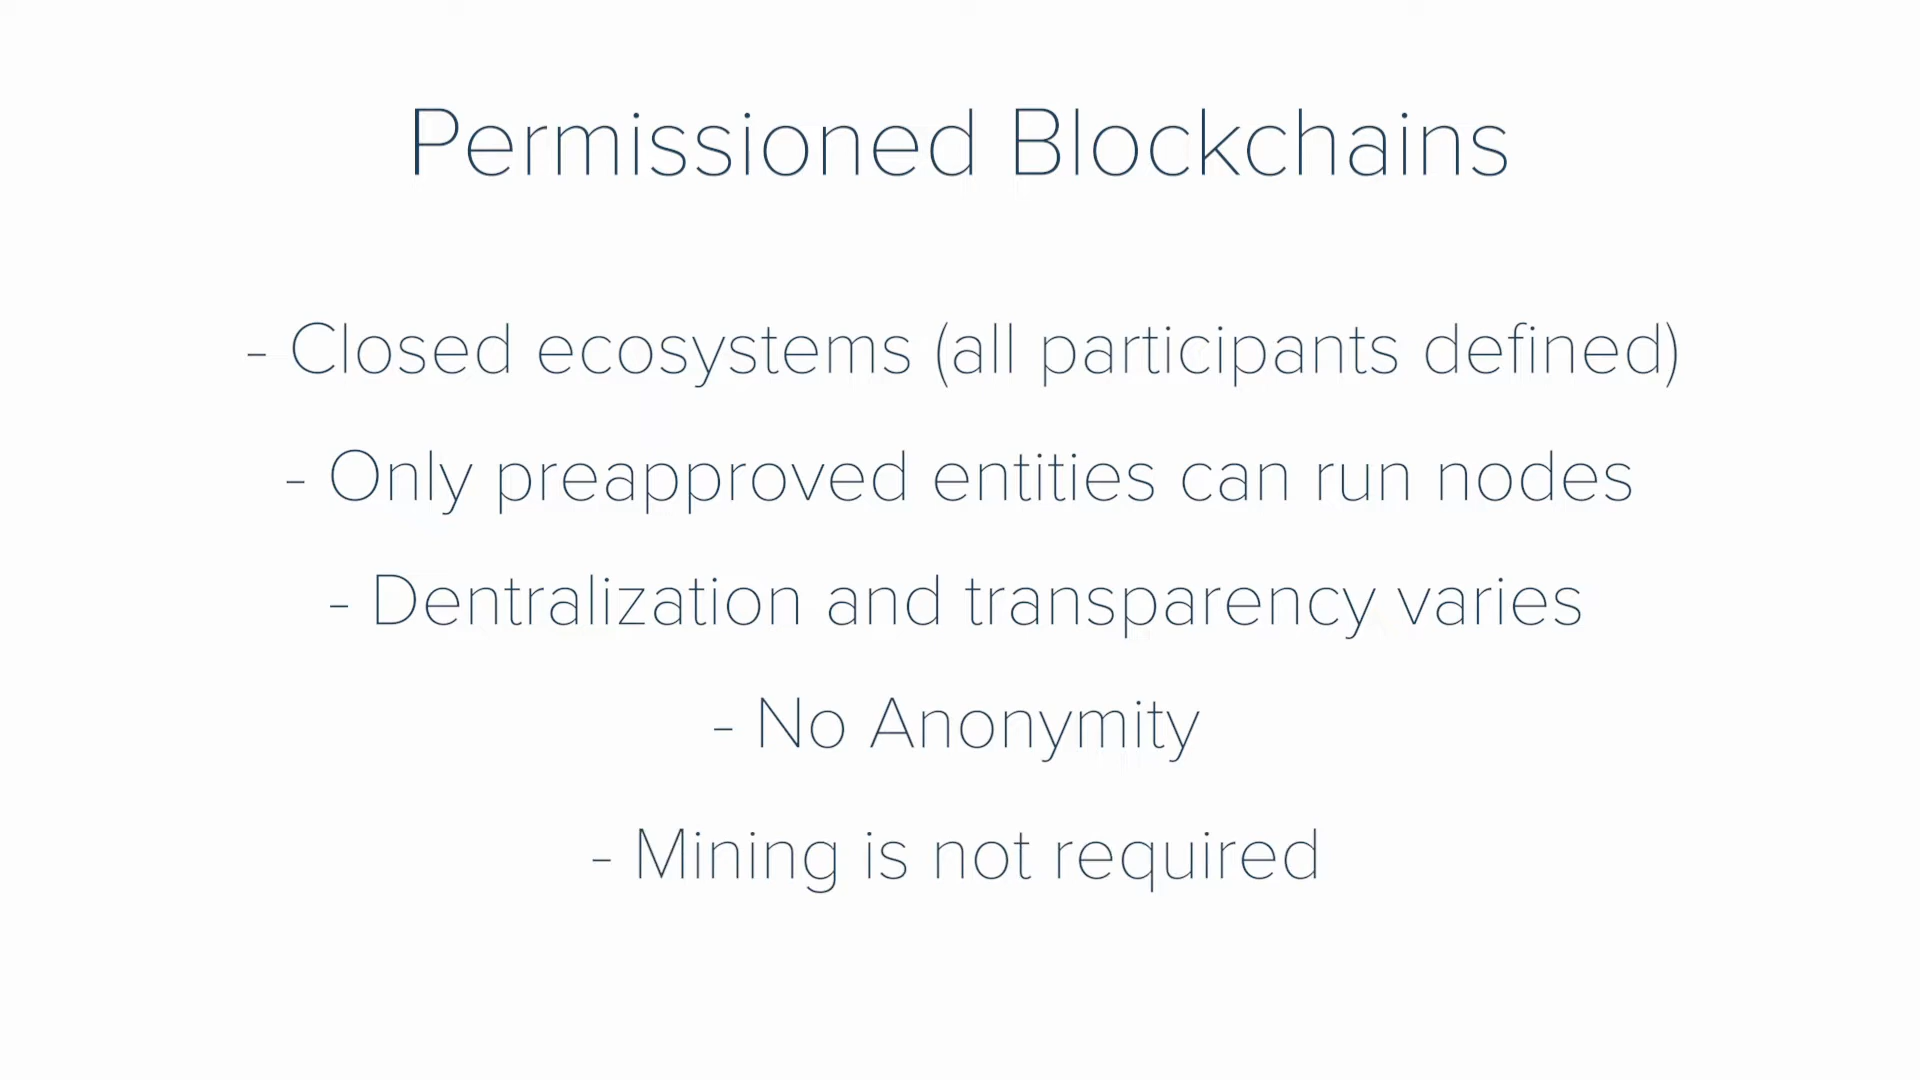 Permissioned Blockchains
- Closed ecosystems (all participants defined)
- Only preapproved entities can run nodes
- Dentralization and transparency varies
- No Anonymity
- Mining is not required